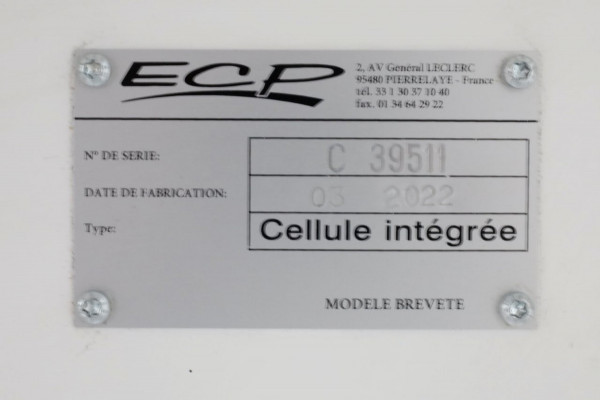 ECP
2, AV Général LECLERC
95480 PIERRELAYE - France
tél. 33 1 30 37 10 40
fax. 01 34 64 29 22
N° DE SERIE: C 39511
DATE DE FABRICATION: 03 2022
Type: Cellule intégrée
MODELE BREVETE